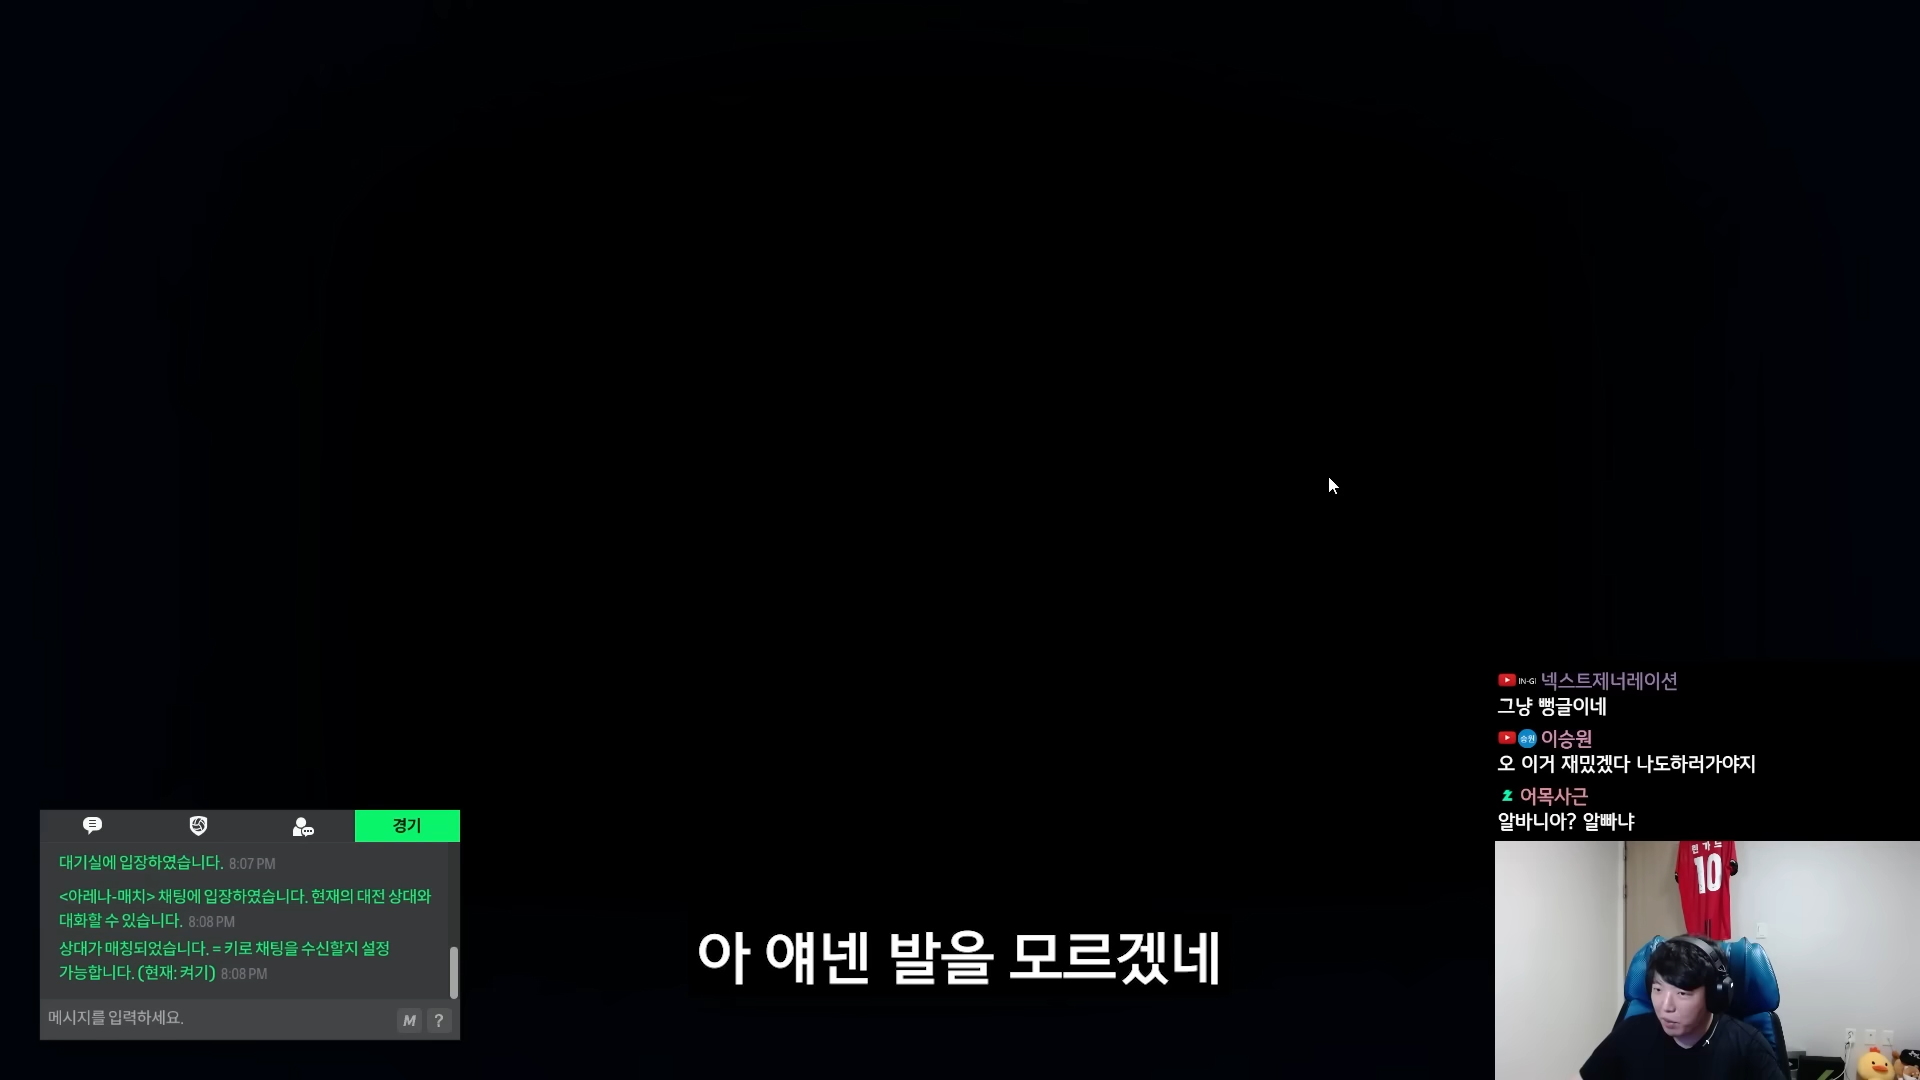 넥스트제너레이션
그냥 뻥글이네
승원 이승원
오 이거 재밌겠다 나도하러가야지
어목사근
알바니아? 알빠냐
경기
대기실에 입장하였습니다. 8:07 PM
<아레나-매치> 채팅에 입장하였습니다. 현재의 대전 상대와
대화할 수 있습니다. 8:08 PM
상대가 매칭되었습니다. = 키로 채팅을 수신할지 설정
가능합니다. (현재: 켜기) 8:08 PM
메시지를 입력하세요.
M ?
아 얘넨 발을 모르겠네
10